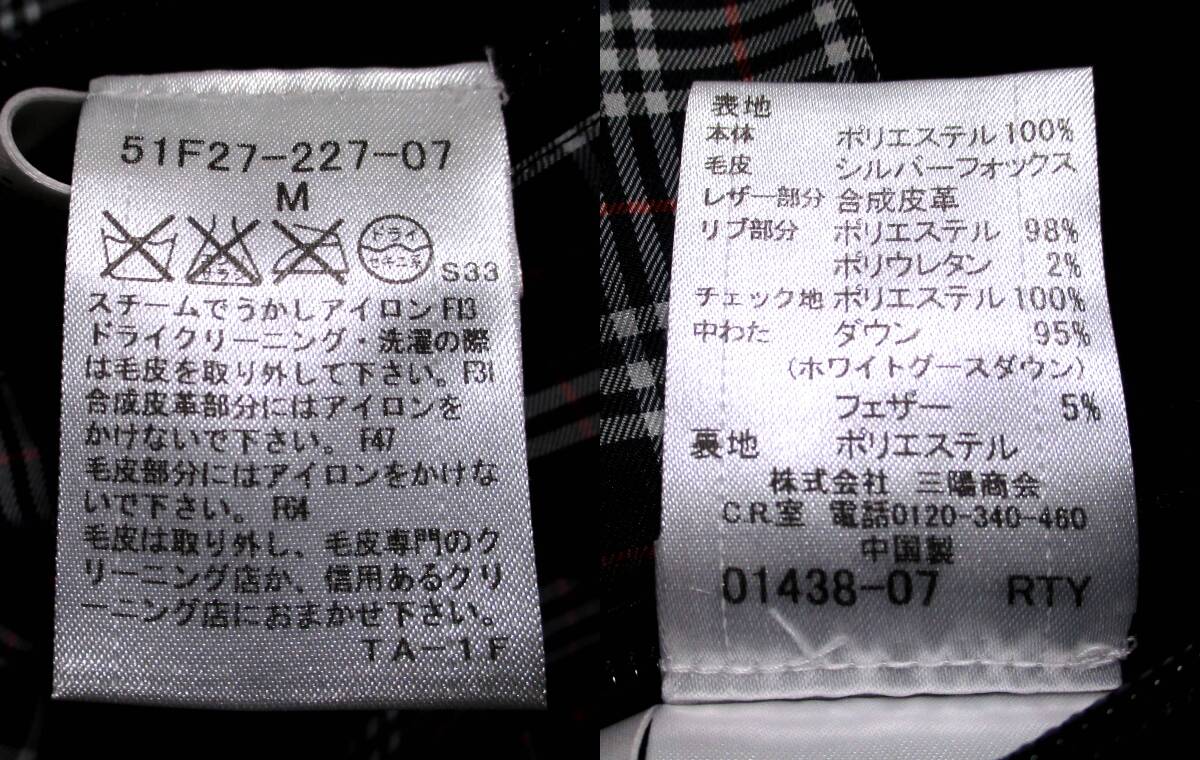 51F27-227-07
M
ドライ
セキユ系
S33
スチームでうかしアイロン F13
ドライクリーニング・洗濯の際
は毛皮を取り外して下さい。F31
合成皮革部分にはアイロンを
かけないで下さい。 F47
毛皮部分にはアイロンをかけな
いで下さい。 F64
毛皮は取り外し、毛皮専門のク
リーニング店か、信用あるクリ
ーニング店におまかせ下さい。
TA-1F
表地
本体 ポリエステル 100%
毛皮 シルバーフォックス
レザー部分 合成皮革
リブ部分 ポリエステル 98%
ポリウレタン 2%
チェック地 ポリエステル 100%
中わた ダウン 95%
(ホワイトグースダウン)
フェザー 5%
裏地 ポリエステル
株式会社 三陽商会
C.R室 電話0120-340-460
中国製
01438-07 RTY